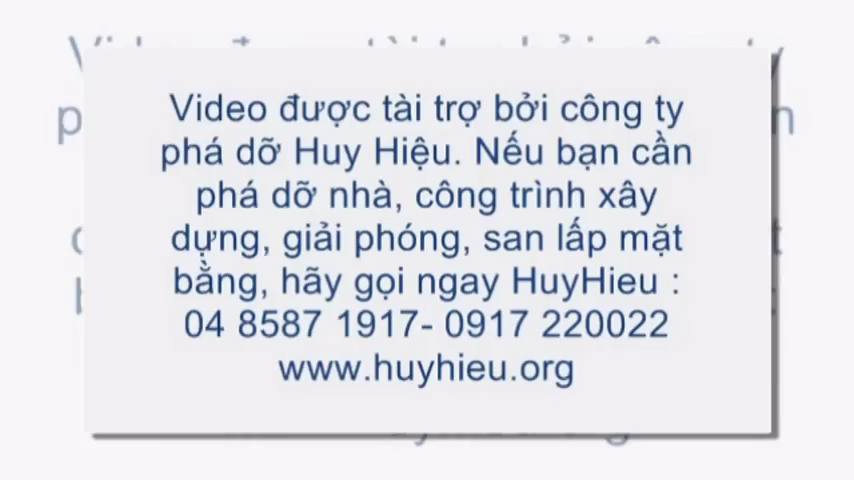 Video được tài trợ bởi công ty
phá dỡ Huy Hiệu. Nếu bạn cần
phá dỡ nhà, công trình xây
dựng, giải phóng, san lấp mặt
bằng, hãy gọi ngay HuyHieu :
04 8587 1917- 0917 220022
www.huyhieu.org